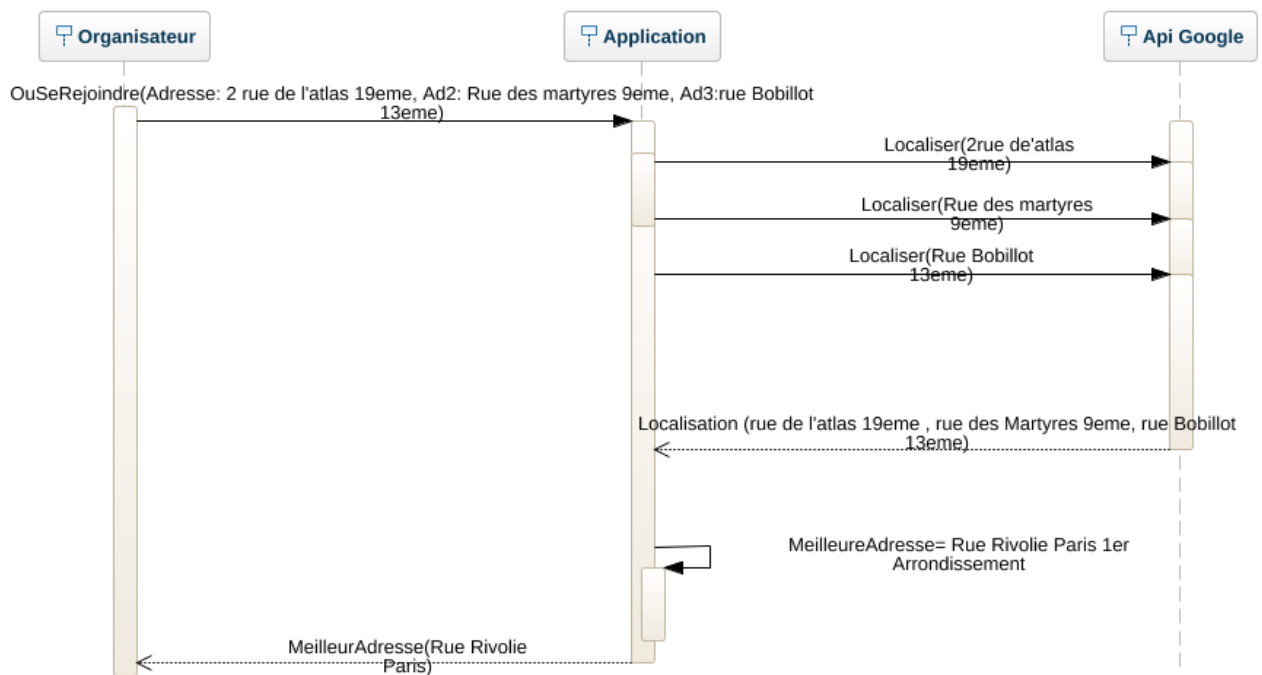 Organisateur
Application
Api Google
OuSeRejoindre(Adresse: 2 rue de l'atlas 19eme, Ad2: Rue des martyres 9eme, Ad3:rue Bobillot
13eme)
Localiser(2rue de'atlas
19eme)
Localiser(Rue des martyres
9eme)
Localiser(Rue Bobillot
13eme)
Localisation (rue de l'atlas 19eme , rue des Martyres 9eme, rue Bobillot
13eme)
MeilleureAdresse= Rue Rivolie Paris 1er
Arrondissement
MeilleurAdresse(Rue Rivolie
Paris)